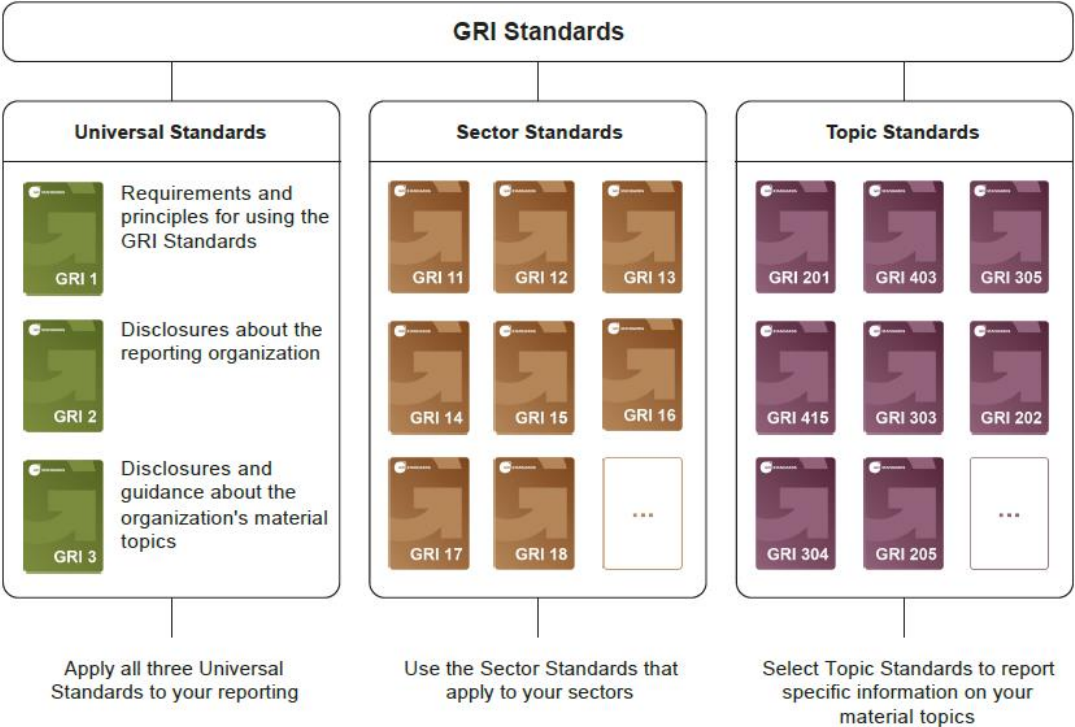 GRI Standards
Universal Standards
GRI 1
Requirements and
principles for using the
GRI Standards
GRI 2
Disclosures about the
reporting organization
GRI 3
Disclosures and
guidance about the
organization's material
topics
Apply all three Universal
Standards to your reporting
Sector Standards
GRI 11
GRI 12
GRI 13
GRI 14
GRI 15
GRI 16
GRI 17
GRI 18
...
Use the Sector Standards that
apply to your sectors
Topic Standards
GRI 201
GRI 403
GRI 305
GRI 415
GRI 303
GRI 202
GRI 304
GRI 205
...
Select Topic Standards to report
specific information on your
material topics